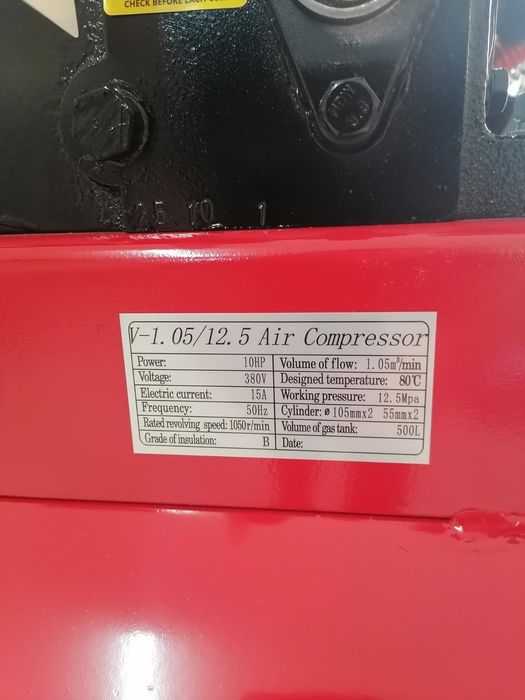 CHECK BEFORE EACH
8.8
25 10 1
V-1.05/12.5 Air Compressor
Power: 10HP Volume of flow: 1.05m³/min
Voltage: 380V Designed temperature: 80℃
Electric current: 15A Working pressure: 12.5Mpa
Frequency: 50Hz Cylinder: ø105mmx2 55mmx2
Rated revolving speed: 1050r/min Volume of gas tank: 500L
Grade of insulation: B Date: